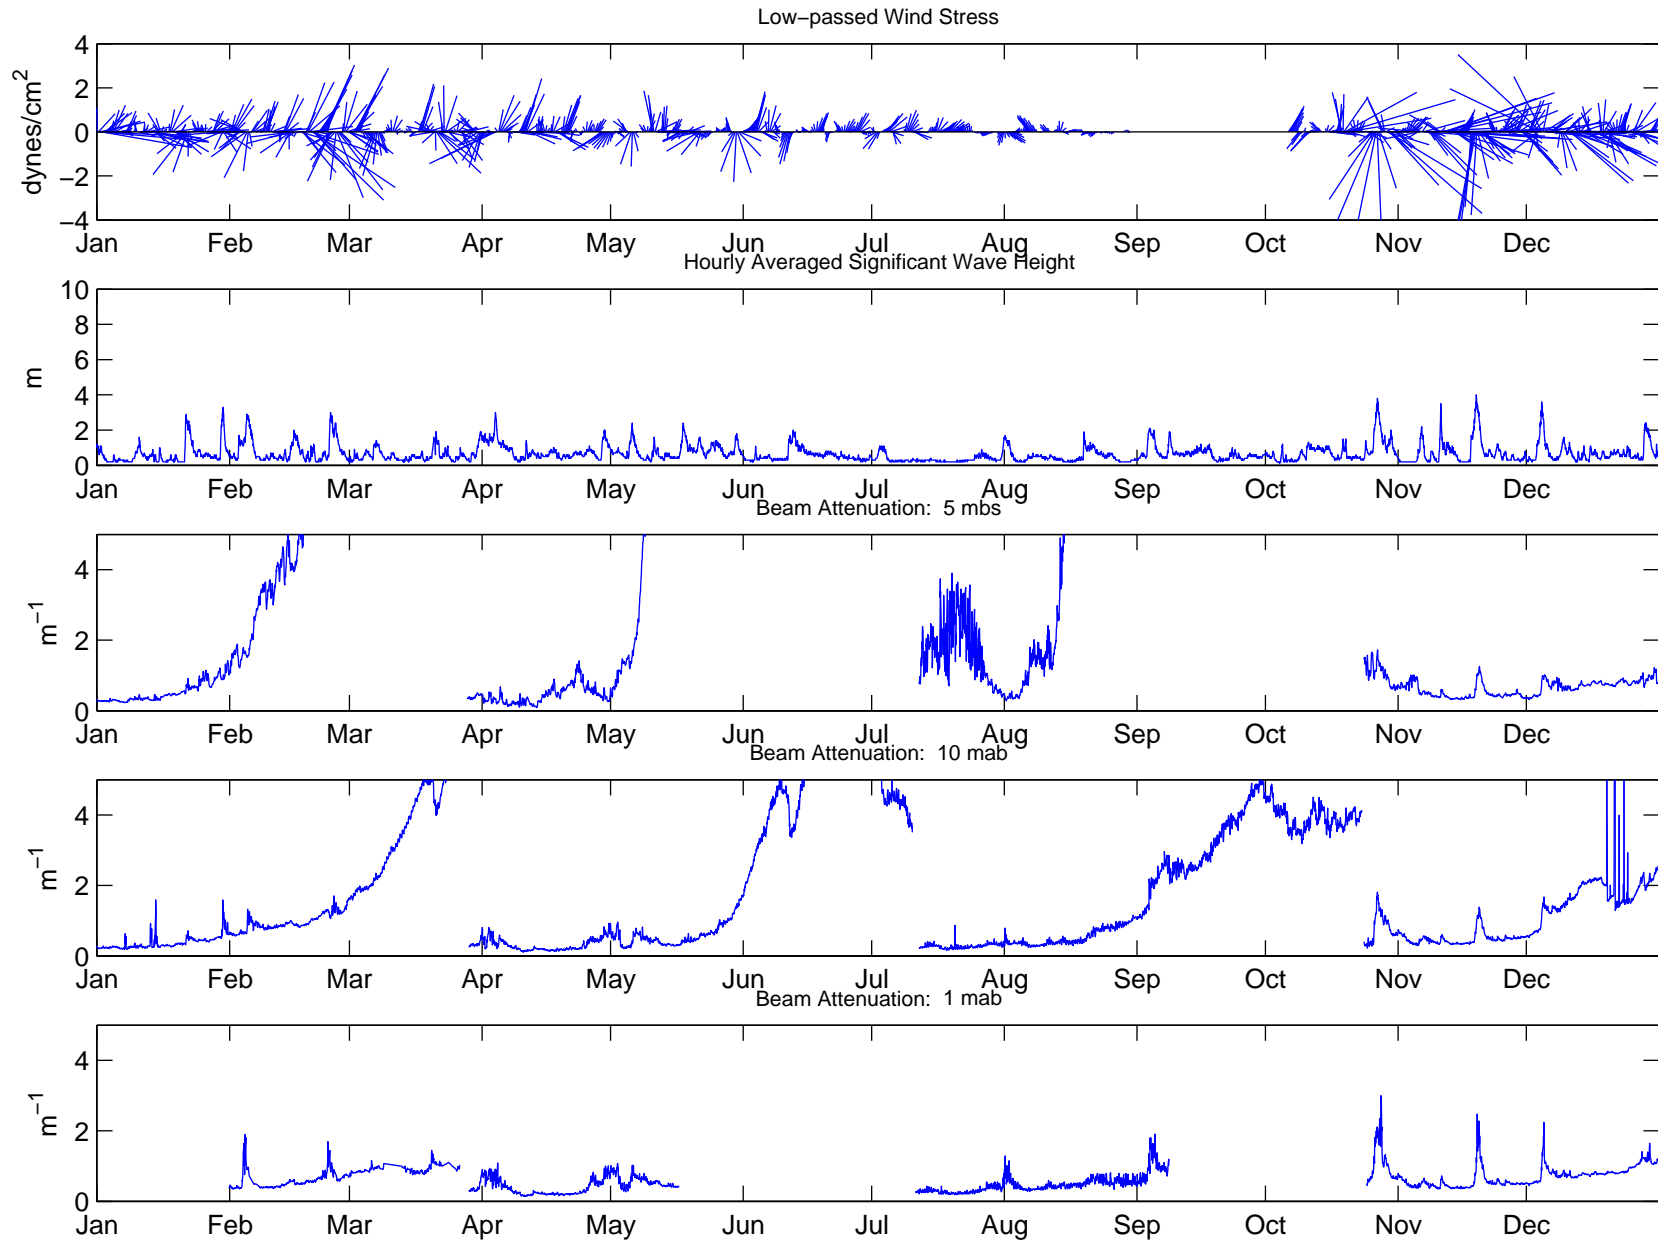 Low−passed Wind Stress
4
2
0
−2
−4
dynes/cm2
Jan Feb Mar Apr May Jun Jul Aug Sep Oct Nov Dec
Hourly Averaged Significant Wave Height
10
8
6
4
2
0
m
Jan Feb Mar Apr May Jun Jul Aug Sep Oct Nov Dec
Beam Attenuation: 5 mbs
4
2
0
m−1
Jan Feb Mar Apr May Jun Jul Aug Sep Oct Nov Dec
Beam Attenuation: 10 mab
4
2
0
m−1
Jan Feb Mar Apr May Jun Jul Aug Sep Oct Nov Dec
Beam Attenuation: 1 mab
4
2
0
m−1
Jan Feb Mar Apr May Jun Jul Aug Sep Oct Nov Dec